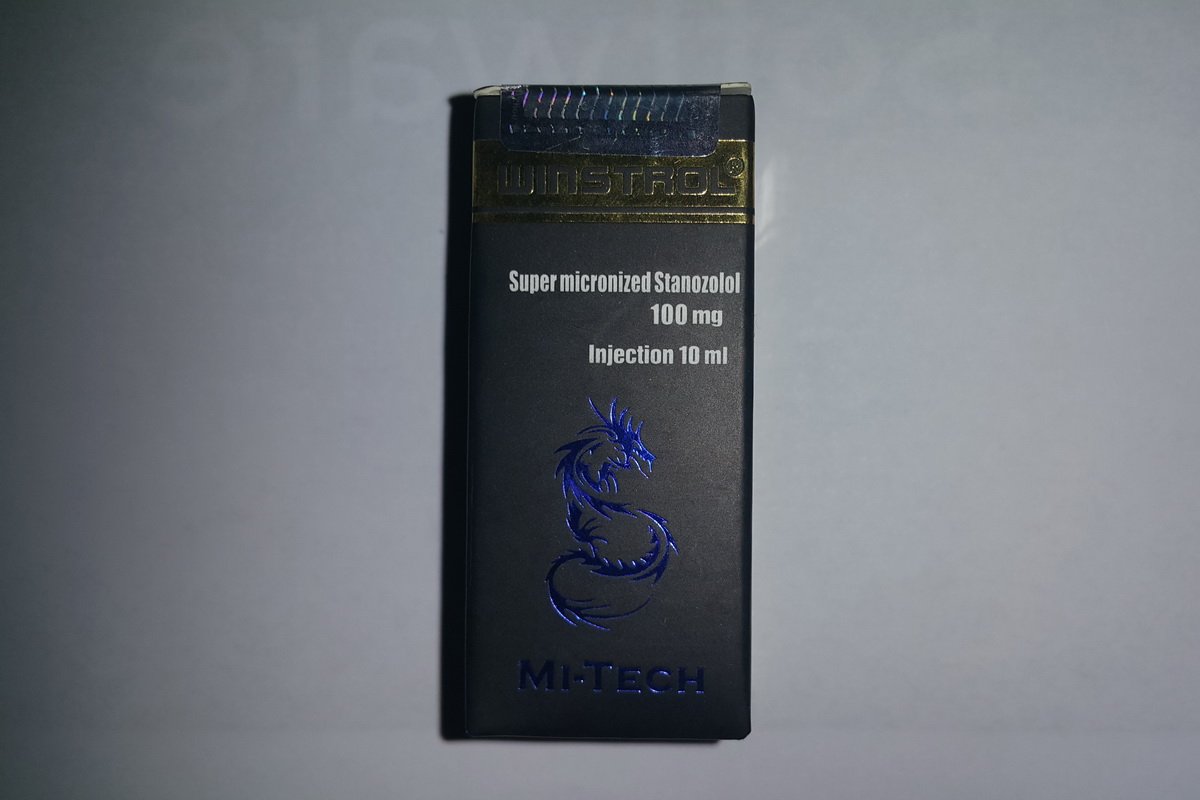 WINSTROL®
Super micronized Stanozolol
100 mg
Injection 10 ml
MI-TECH